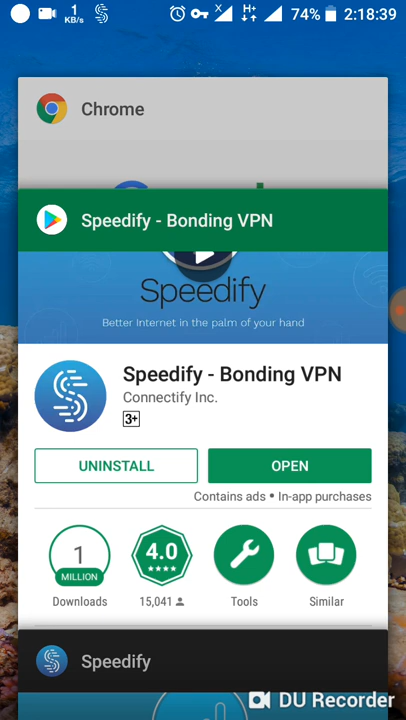 1
KB/s
X
H+
74%
2:18:39
Chrome
Speedify - Bonding VPN
Speedify
Better Internet in the palm of your hand
Speedify - Bonding VPN
Connectify Inc.
3+
UNINSTALL
OPEN
Contains ads • In-app purchases
1
MILLION
4.0
Downloads
15,041
Tools
Similar
Speedify
DU Recorder